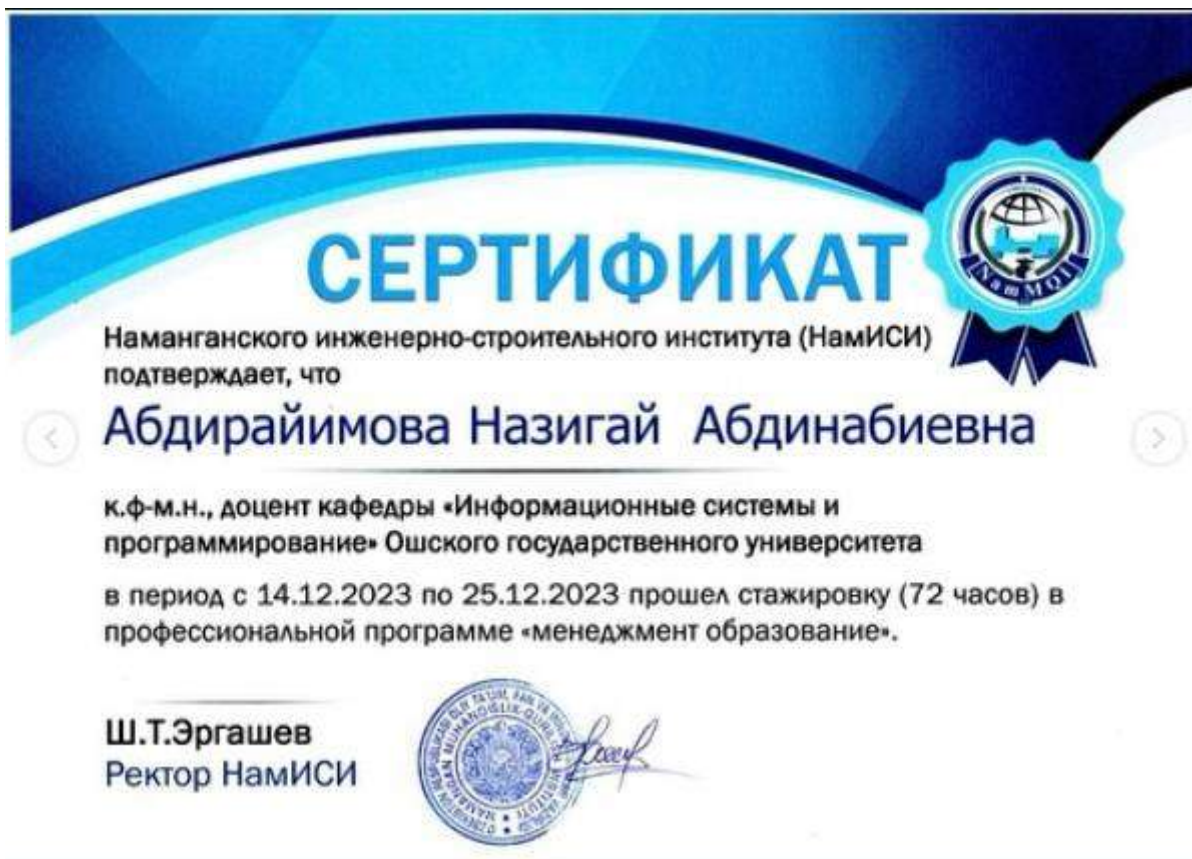 СЕРТИФИКАТ
NamMQI
Наманганского инженерно-строительного института (НамИСИ)
подтверждает, что
Абдирайимова Назигай Абдинабиевна
к.ф-м.н., доцент кафедры «Информационные системы и
программирование» Ошского государственного университета
в период с 14.12.2023 по 25.12.2023 прошел стажировку (72 часов) в
профессиональной программе «менеджмент образование».
Ш.Т.Эргашев
Ректор НамИСИ